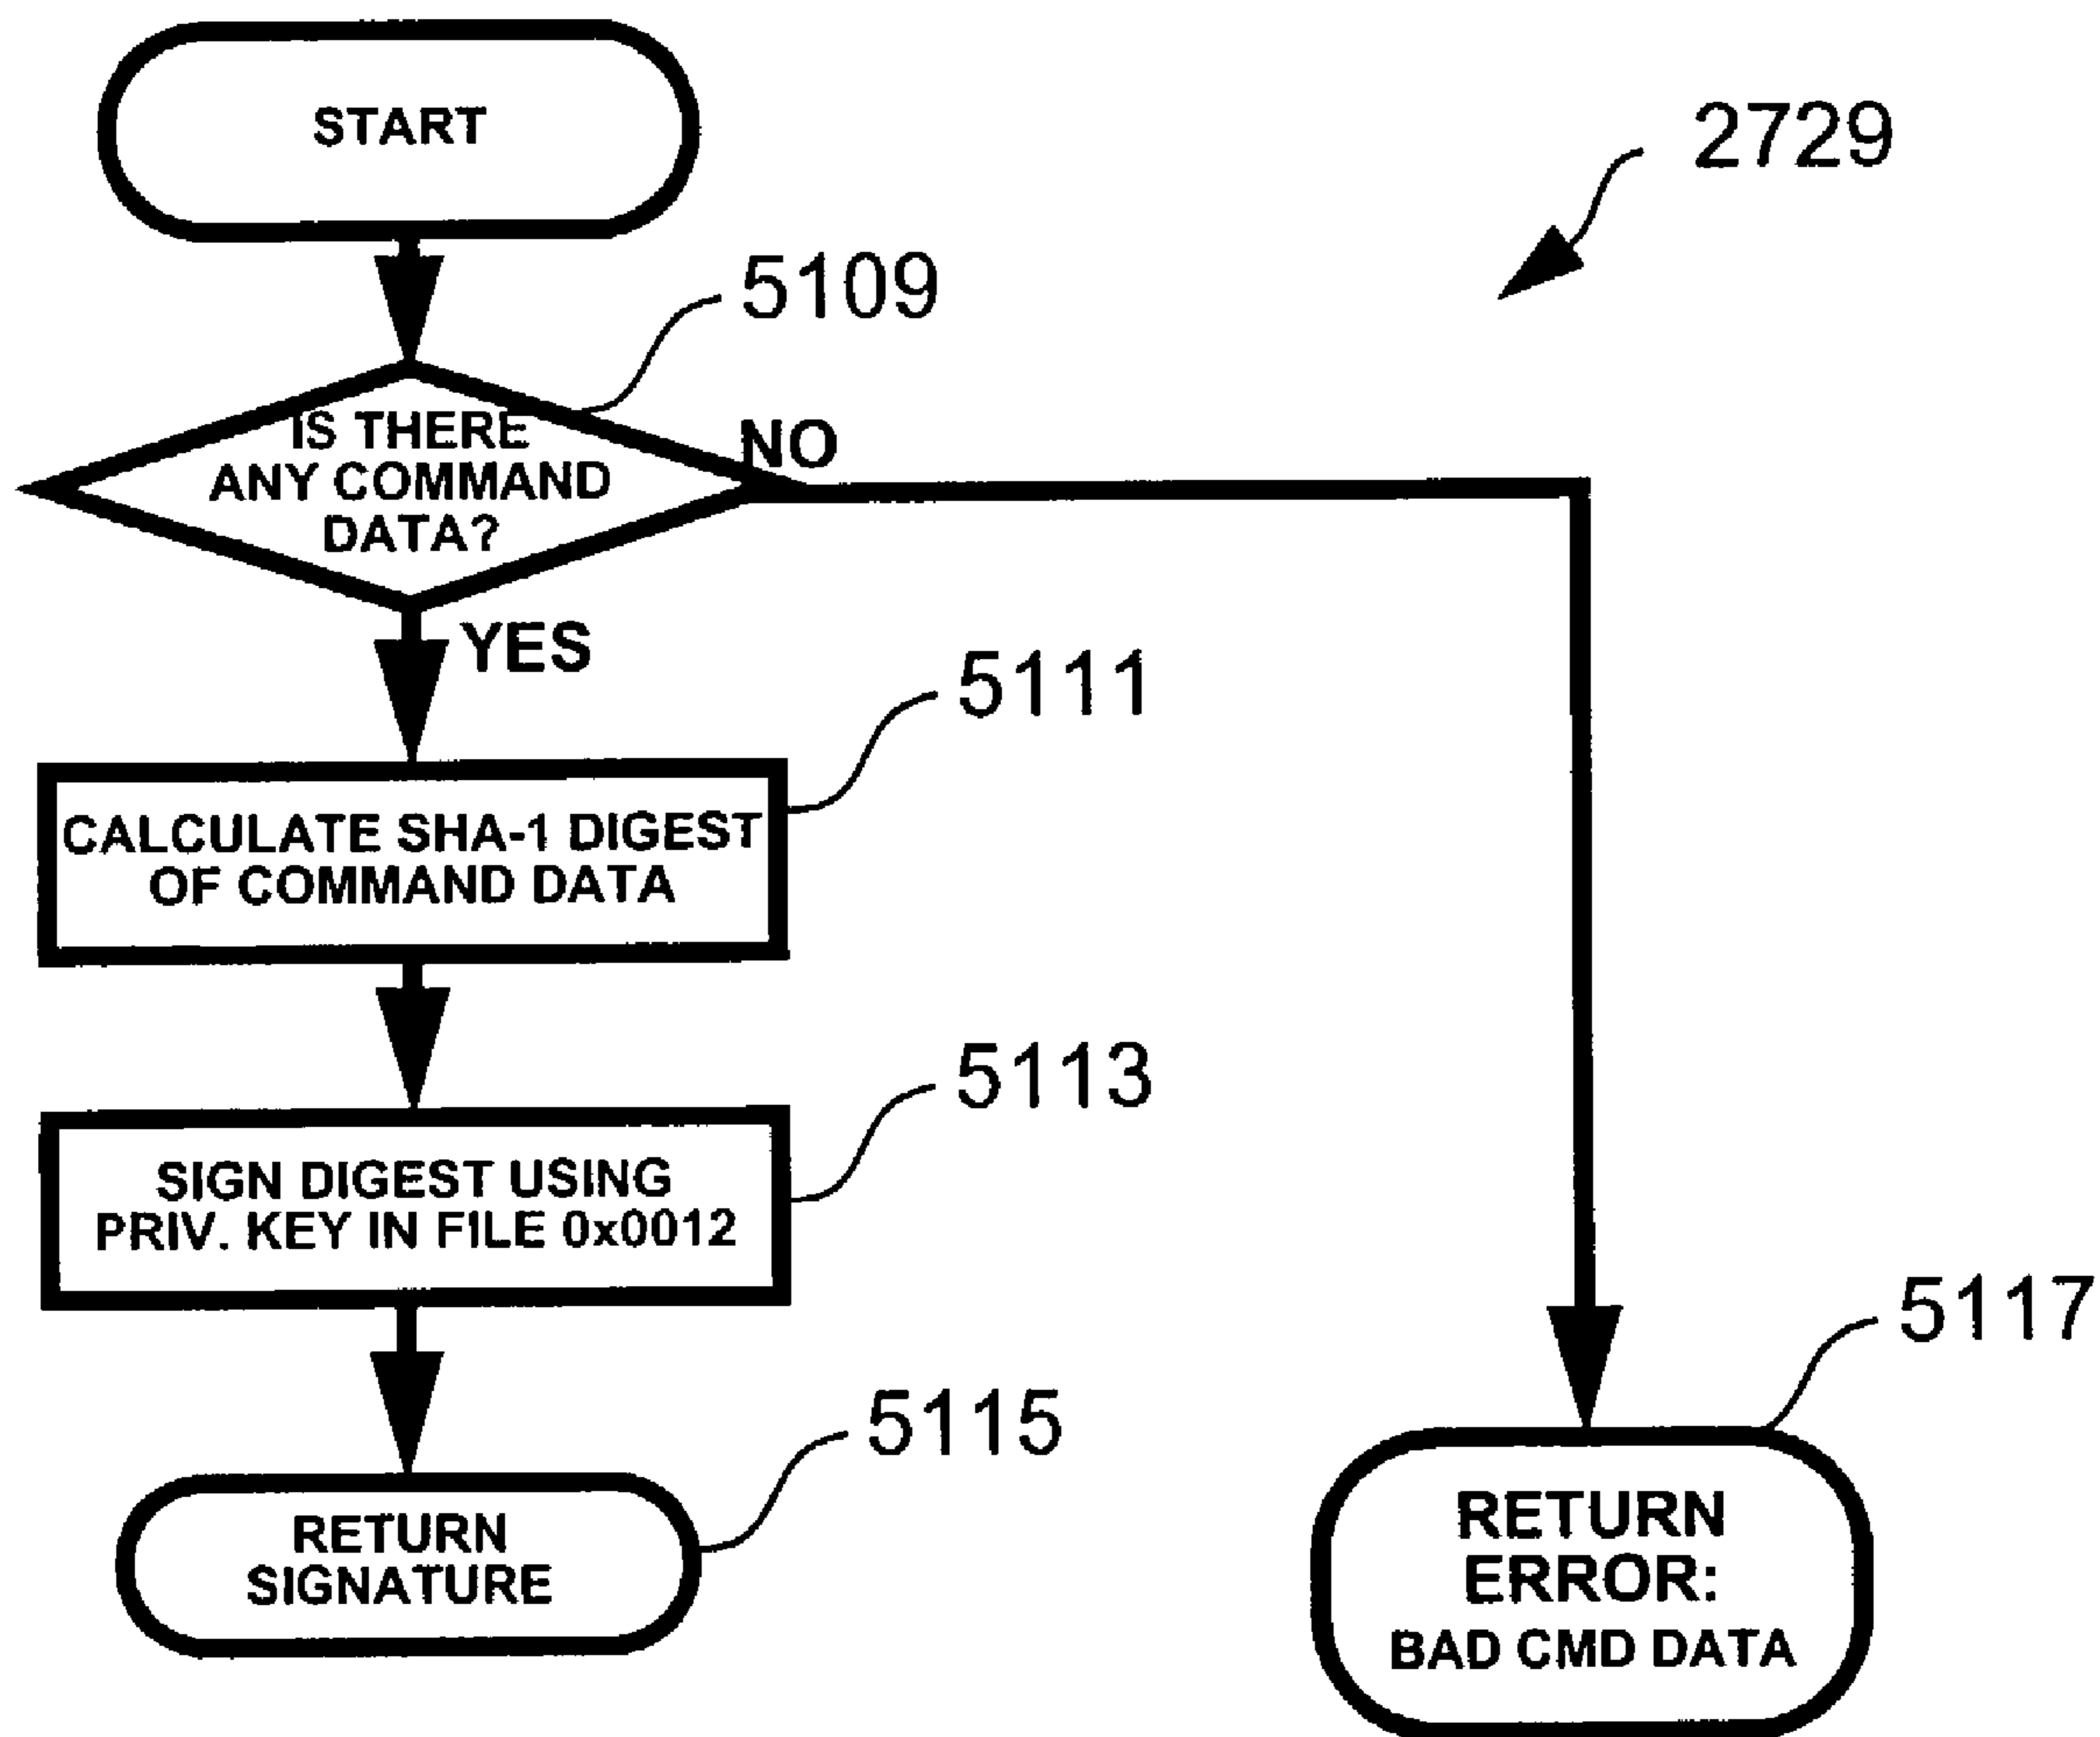 START
2729
5109
IS THERE
ANY COMMAND
DATA?
NO
YES
5111
CALCULATE SHA-1 DIGEST
OF COMMAND DATA
5113
SIGN DIGEST USING
PRIV. KEY IN FILE 0x0012
5117
5115
RETURN
SIGNATURE
RETURN
ERROR:
BAD CMD DATA